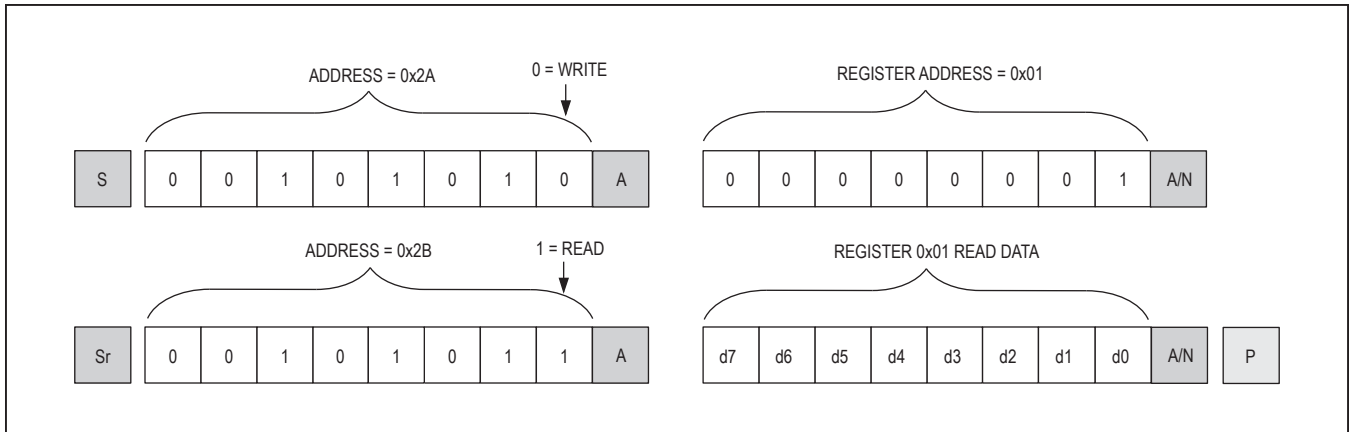 ADDRESS = 0x2A 0 = WRITE REGISTER ADDRESS = 0x01
S 0 0 1 0 1 0 1 0 A 0 0 0 0 0 0 0 1 A/N
ADDRESS = 0x2B 1 = READ REGISTER 0x01 READ DATA
Sr 0 0 1 0 1 0 1 1 A d7 d6 d5 d4 d3 d2 d1 d0 A/N P